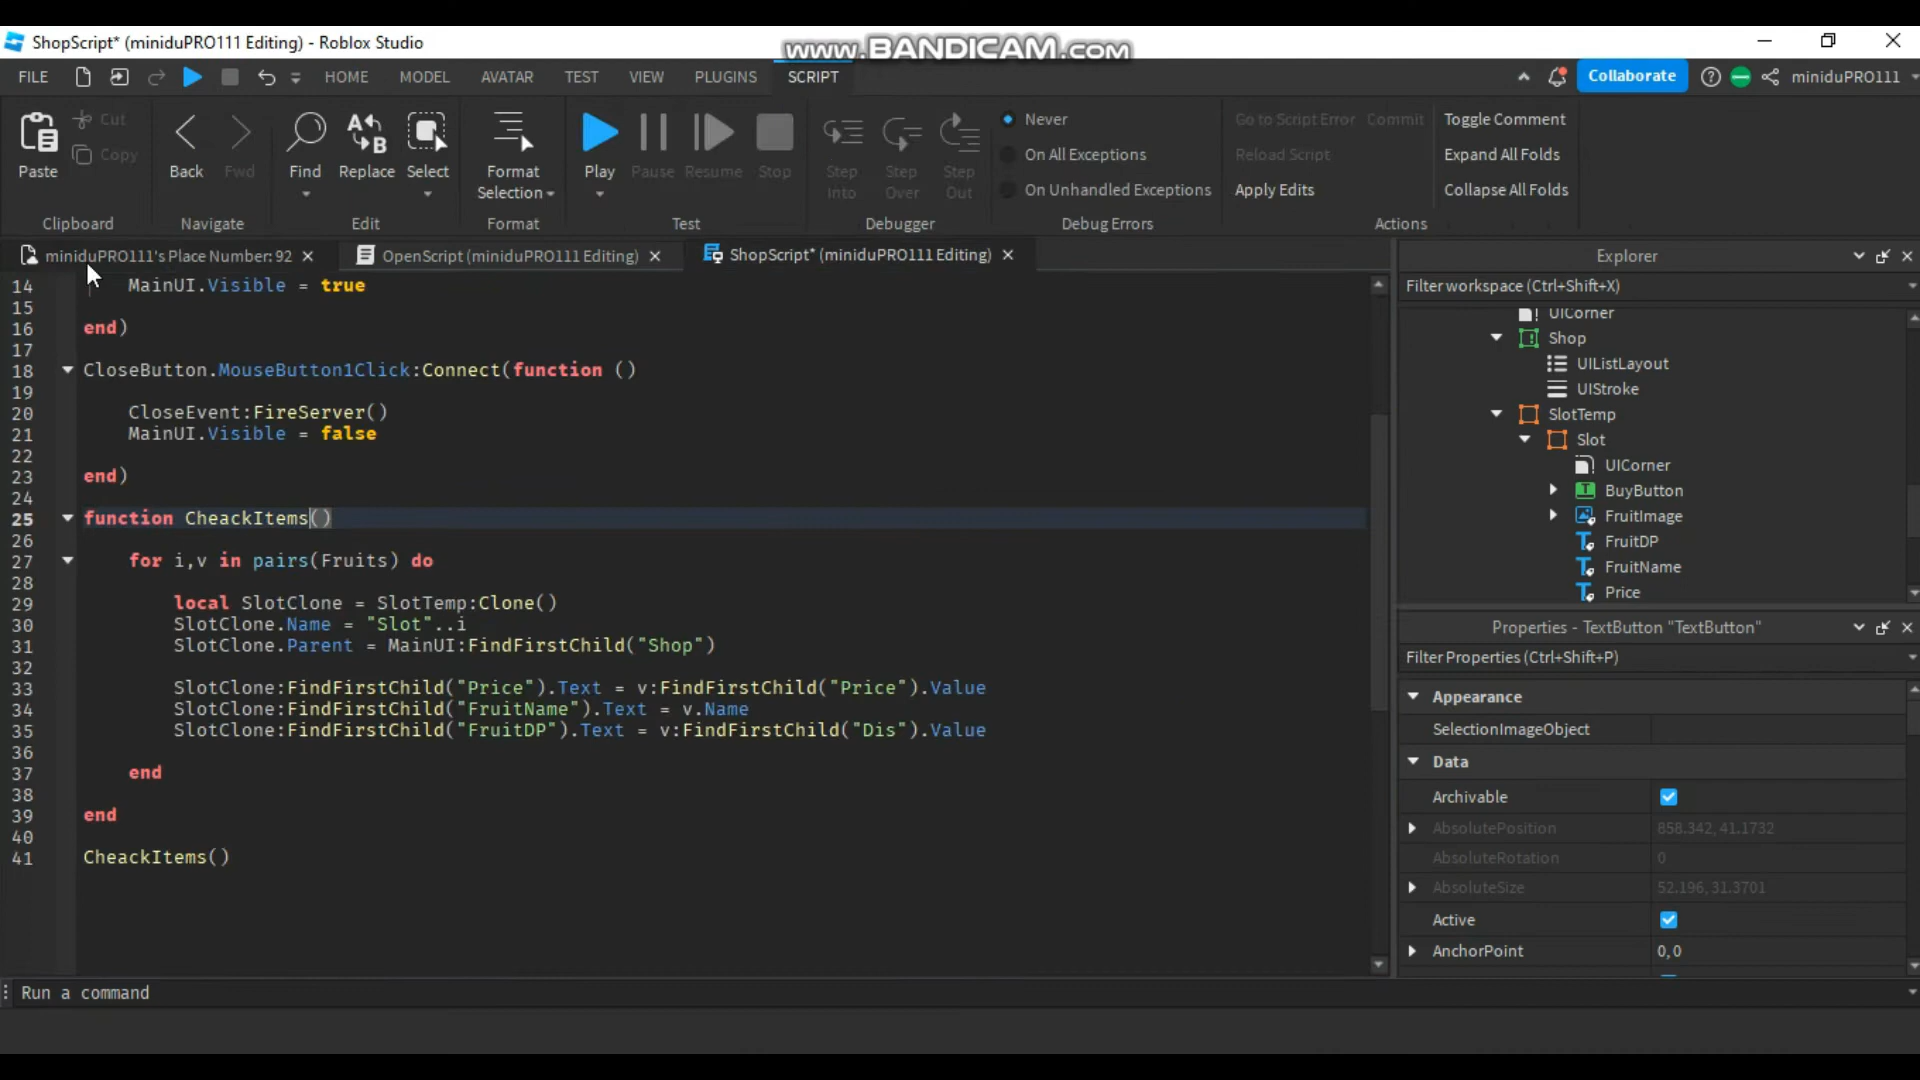 www.BANDICAM.com
ShopScript* (miniduPRO111 Editing) - Roblox Studio
FILE HOME MODEL AVATAR TEST VIEW PLUGINS SCRIPT Collaborate miniduPRO111
Paste Cut Copy
Back Fwd
Find Replace Select
Format Selection
Play Pause Resume Stop
Step Into Step Over Step Out
Never
On All Exceptions
On Unhandled Exceptions
Go to Script Error Commit
Reload Script
Apply Edits
Toggle Comment
Expand All Folds
Collapse All Folds
Clipboard Navigate Edit Format Test Debugger Debug Errors Actions
miniduPRO111's Place Number: 92 OpenScript (miniduPRO111 Editing) ShopScript* (miniduPRO111 Editing)
14 MainUI.Visible = true
15
16 end)
17
18 CloseButton.MouseButton1Click:Connect(function ()
19
20 CloseEvent:FireServer()
21 MainUI.Visible = false
22
23 end)
24
25 function CheackItems()
26
27 for i,v in pairs(Fruits) do
28
29 local SlotClone = SlotTemp:Clone()
30 SlotClone.Name = "Slot"..i
31 SlotClone.Parent = MainUI:FindFirstChild("Shop")
32
33 SlotClone:FindFirstChild("Price").Text = v:FindFirstChild("Price").Value
34 SlotClone:FindFirstChild("FruitName").Text = v.Name
35 SlotClone:FindFirstChild("FruitDP").Text = v:FindFirstChild("Dis").Value
36
37 end
38
39 end
40
41 CheackItems()
Run a command
Explorer
Filter workspace (Ctrl+Shift+X)
UICorner
Shop
UIListLayout
UIStroke
SlotTemp
Slot
UICorner
BuyButton
FruitImage
FruitDP
FruitName
Price
Properties - TextButton "TextButton"
Filter Properties (Ctrl+Shift+P)
Appearance
SelectionImageObject
Data
Archivable
AbsolutePosition 858.342, 41.1732
AbsoluteRotation 0
AbsoluteSize 52.196, 31.3701
Active
AnchorPoint 0, 0